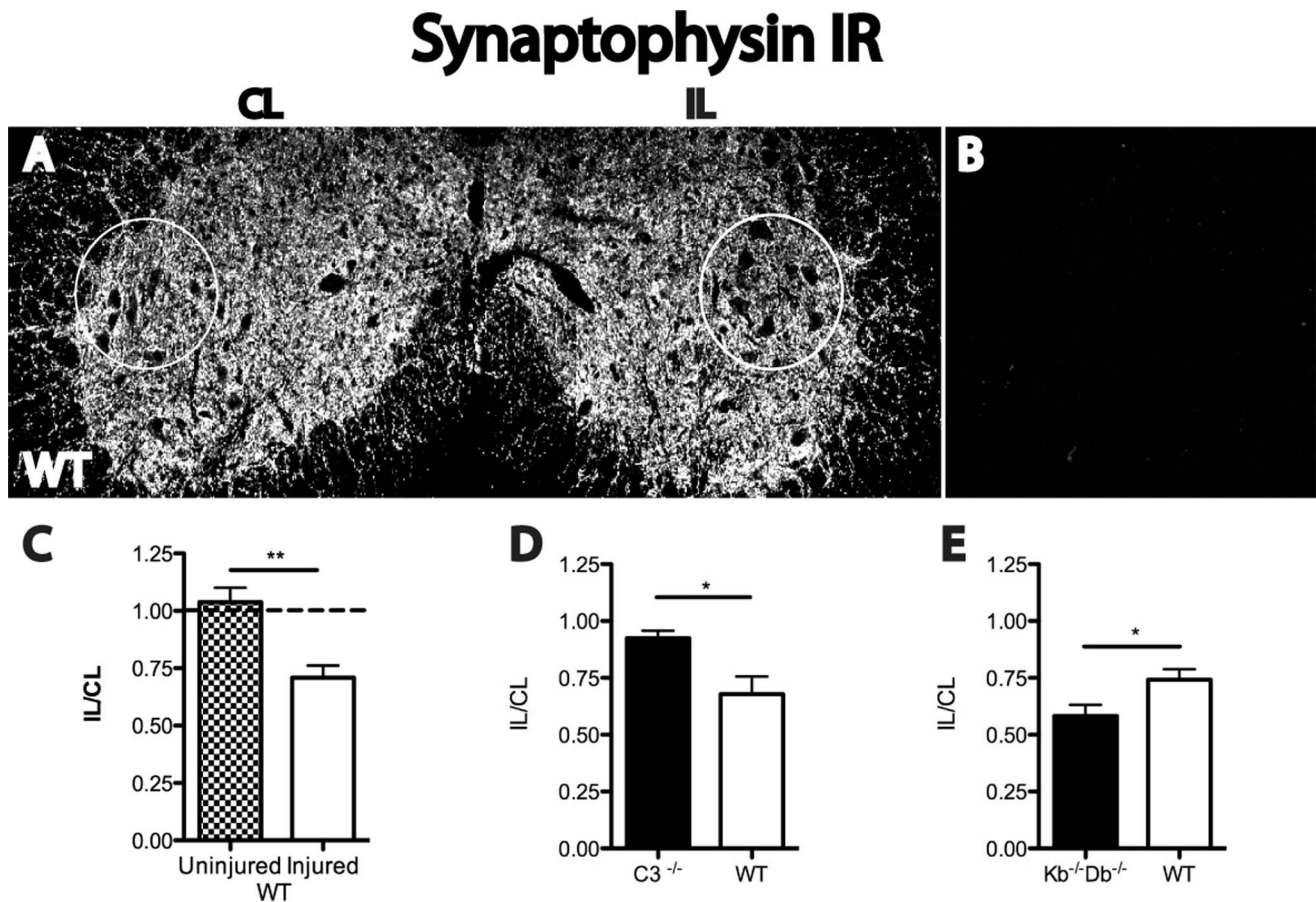 Synaptophysin IR
CL IL
A B
WT
C D E
1.25
1.00
0.75
0.50
0.25
0.00
IL/CL
**
Uninjured Injured
WT
1.25
1.00
0.75
0.50
0.25
0.00
IL/CL
*
C3 -/- WT
1.25
1.00
0.75
0.50
0.25
0.00
IL/CL
*
Kb-/-Db-/- WT